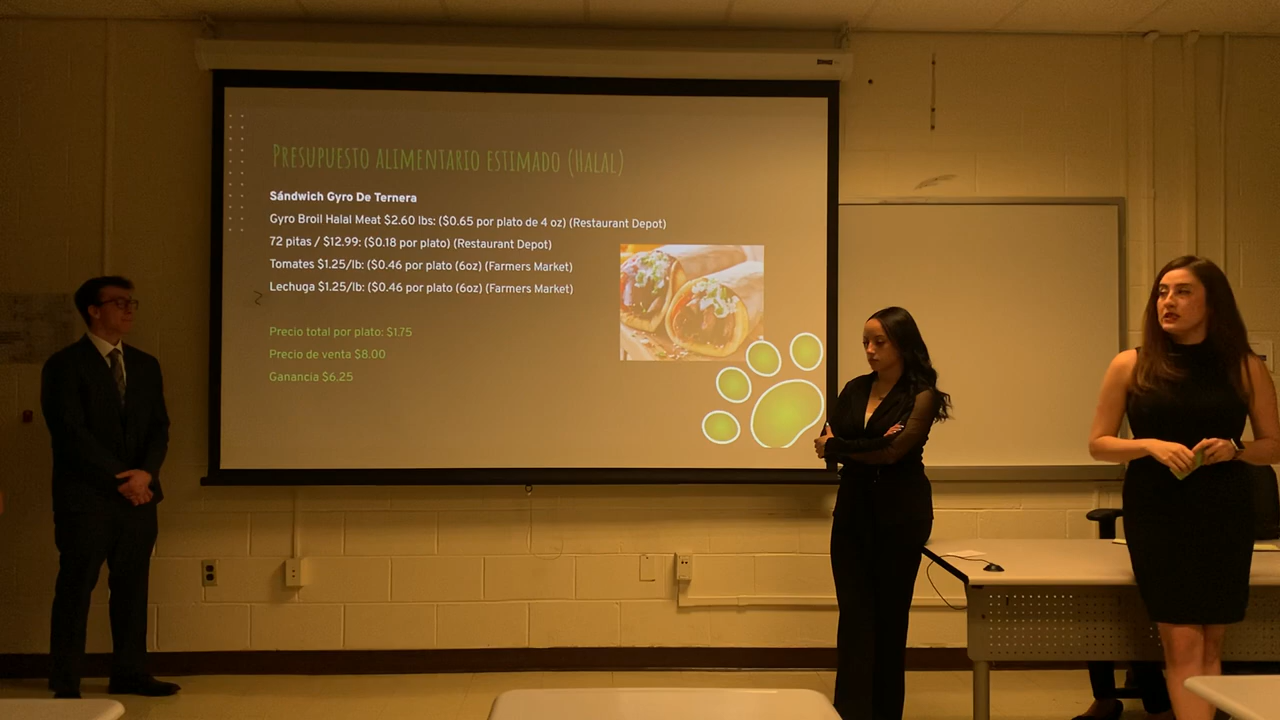 Presupuesto alimentario estimado (Halal)
Sándwich Gyro De Ternera
Gyro Broil Halal Meat $2.60 lbs: ($0.65 por plato de 4 oz) (Restaurant Depot)
72 pitas / $12.99: ($0.18 por plato) (Restaurant Depot)
Tomates $1.25/lb: ($0.46 por plato (6oz) (Farmers Market)
Lechuga $1.25/lb: ($0.46 por plato (6oz) (Farmers Market)
Precio total por plato: $1.75
Precio de venta $8.00
Ganancia $6.25